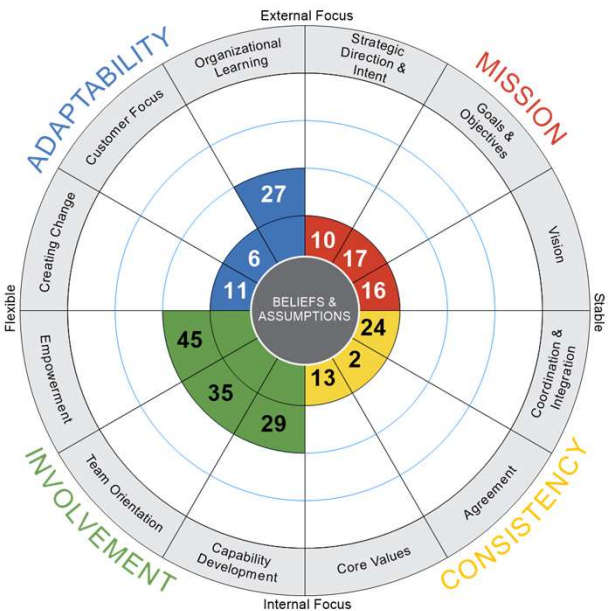 External Focus
ADAPTABILITY
MISSION
Organizational
Learning
Strategic
Direction &
Intent
Customer Focus
Goals &
Objectives
Creating Change
Vision
27
6
11
10
17
16
BELIEFS &
ASSUMPTIONS
Flexible
Stable
45
35
29
24
2
13
Empowerment
Coordination &
Integration
Team Orientation
Agreement
Capability
Development
Core Values
INVOLVEMENT
CONSISTENCY
Internal Focus